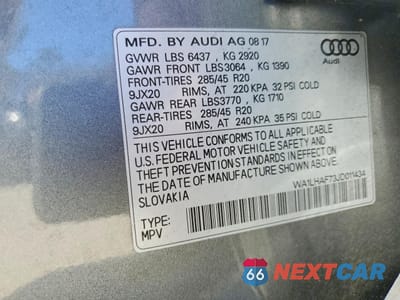 MFD. BY AUDI AG 08 17
GVWR LBS 6437 , KG 2920
GAWR FRONT LBS3064 , KG 1390
FRONT-TIRES 285/45 R20
9JX20 RIMS, AT 220 KPA 32 PSI COLD
GAWR REAR LBS3770 , KG 1710
REAR-TIRES 285/45 R20
9JX20 RIMS, AT 240 KPA 35 PSI COLD
THIS VEHICLE CONFORMS TO ALL APPLICABLE
U.S. FEDERAL MOTOR VEHICLE SAFETY BUMPER AND
THEFT PREVENTION STANDARDS IN EFFECT ON
THE DATE OF MANUFACTURE SHOWN ABOVE.
SLOVAKIA WA1LHAF73JD011434
TYPE:
MPV
66 NEXTCAR